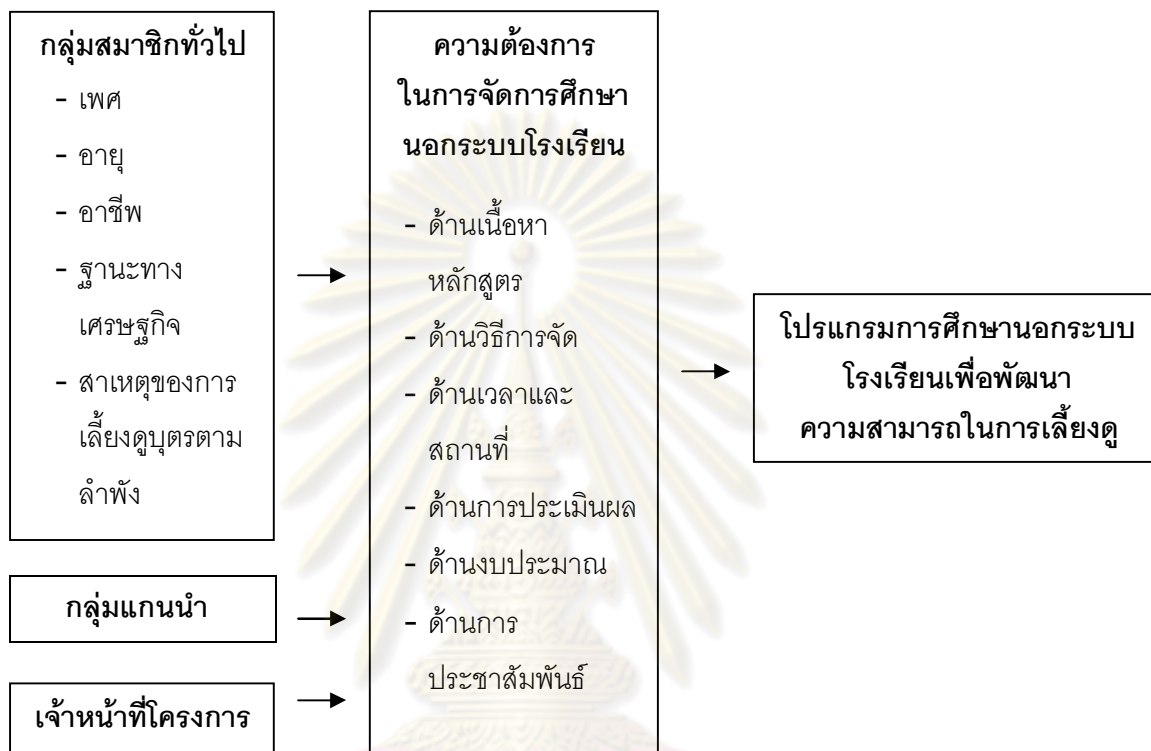 กลุ่มสมาชิกทั่วไป
- เพศ
- อายุ
- อาชีพ
- ฐานะทาง
เศรษฐกิจ
- สาเหตุของการ
เลี้ยงดูบุตรตาม
ลำพัง
กลุ่มแกนนำ
เจ้าหน้าที่โครงการ
ความต้องการ
ในการจัดการศึกษา
นอกระบบโรงเรียน
- ด้านเนื้อหา
หลักสูตร
- ด้านวิธีการจัด
- ด้านเวลาและ
สถานที่
- ด้านการประเมินผล
- ด้านงบประมาณ
- ด้านการ
ประชาสัมพันธ์
โปรแกรมการศึกษานอกระบบ
โรงเรียนเพื่อพัฒนา
ความสามารถในการเลี้ยงดู